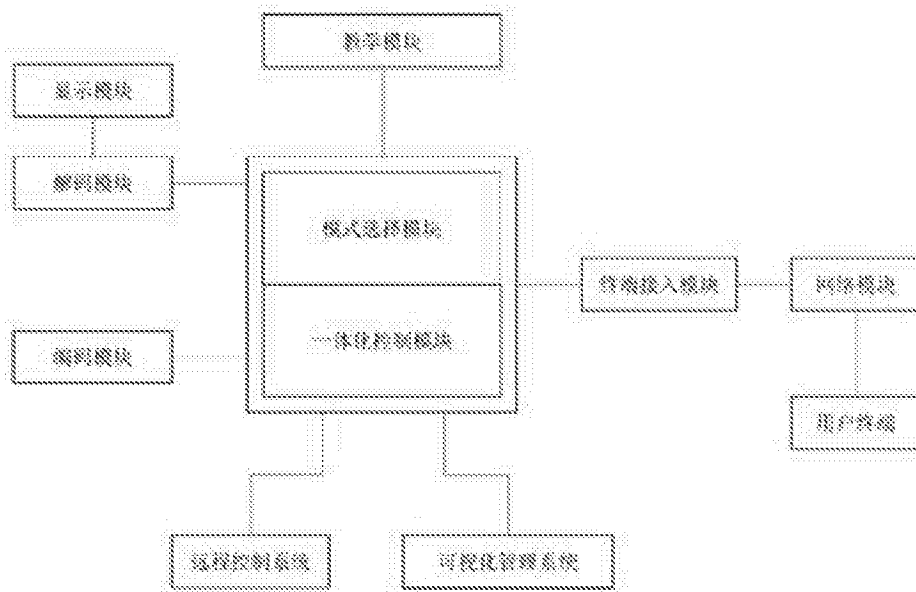 教学模块
显示模块
解码模块
模式选择模块
终端接入模块
网络模块
一体化控制模块
编码模块
用户终端
远程控制系统
可视化管理系统